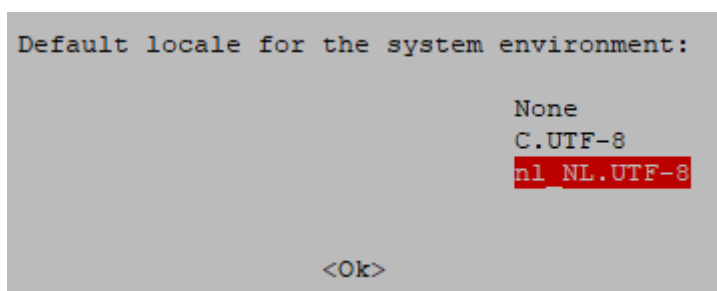 Default locale for the system environment:
None
C.UTF-8
nl_NL.UTF-8
<Ok>